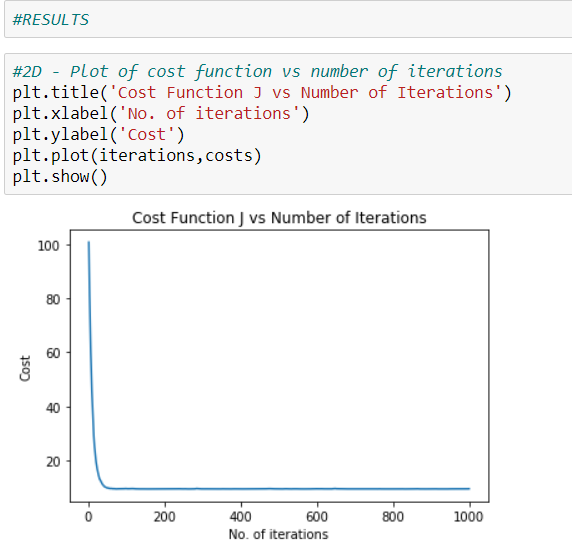 #RESULTS
#2D - Plot of cost function vs number of iterations
plt.title('Cost Function J vs Number of Iterations')
plt.xlabel('No. of iterations')
plt.ylabel('Cost')
plt.plot(iterations,costs)
plt.show()
Cost Function J vs Number of Iterations
100
80
60
40
20
Cost
0 200 400 600 800 1000
No. of iterations